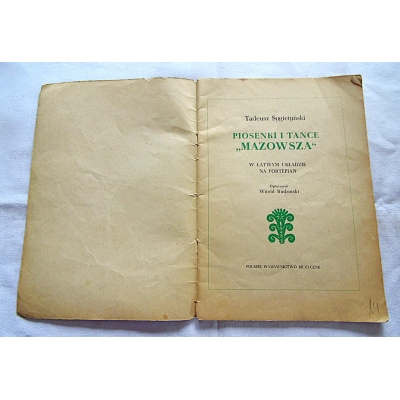 Tadeusz Sygietyński
PIOSENKI I TAŃCE
„MAZOWSZA“
W ŁATWYM UKŁADZIE
NA FORTEPIAN
Opracował
Witold Rudziński
POLSKIE WYDAWNICTWO MUZYCZNE